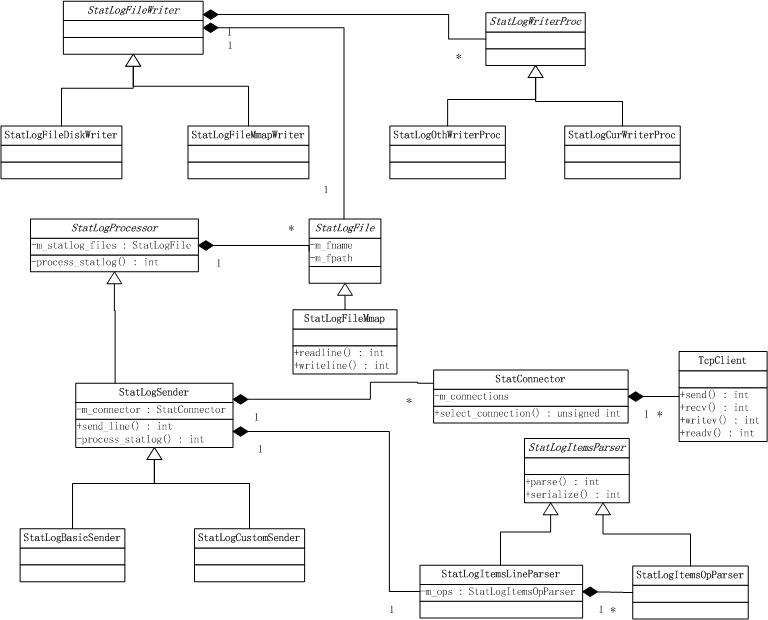 StatLogFileWriter
1
1
StatLogWriterProc
*
StatLogFileDiskWriter
StatLogFileMmapWriter
StatLogOthWriterProc
StatLogCurWriterProc
1
StatLogProcessor
-m_statlog_files : StatLogFile
-process_statlog() : int
1
*
StatLogFile
-m_fname
-m_fpath
StatLogFileMmap
+readline() : int
+writeline() : int
StatLogSender
-m_connector : StatConnector
+send_line() : int
-process_statlog() : int
1
1
*
StatConnector
-m_connections
+select_connection() : unsigned int
1 *
TcpClient
+send() : int
+recv() : int
+writev() : int
+readv() : int
StatLogItemsParser
+parse() : int
+serialize() : int
StatLogBasicSender
StatLogCustomSender
1
StatLogItemsLineParser
-m_ops : StatLogItemsOpParser
1 *
StatLogItemsOpParser